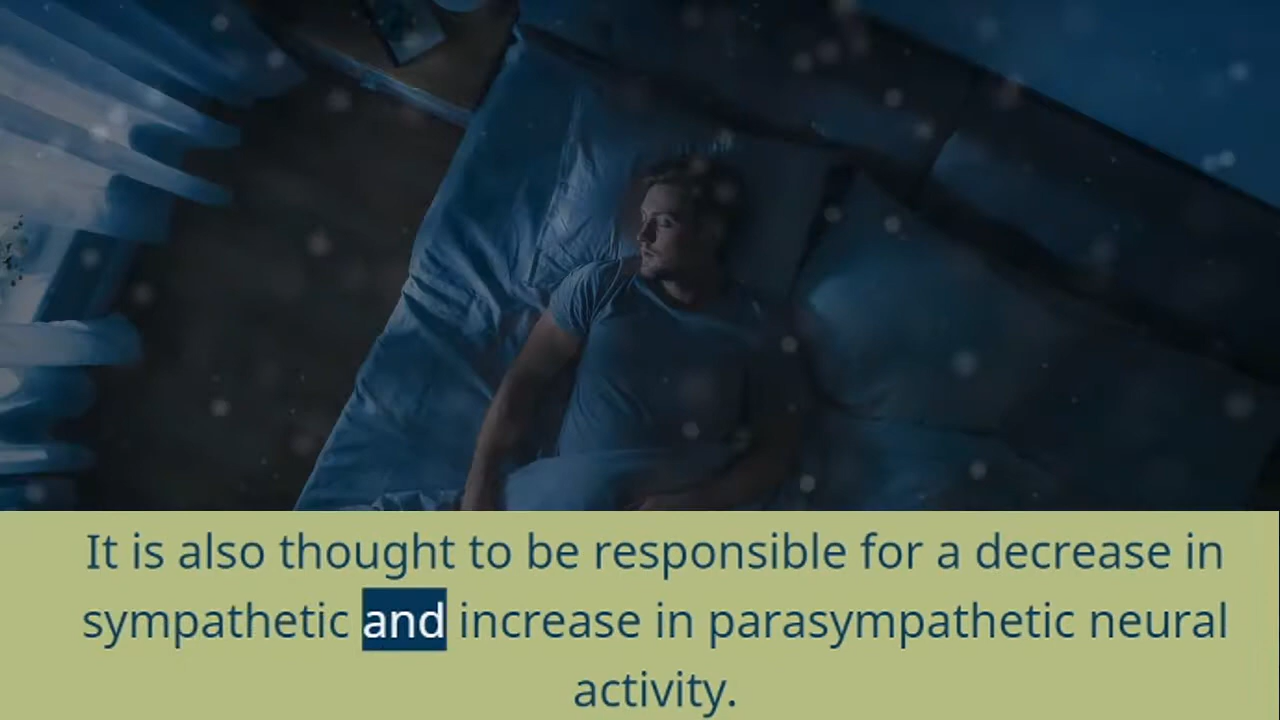 It is also thought to be responsible for a decrease in
sympathetic and increase in parasympathetic neural
activity.